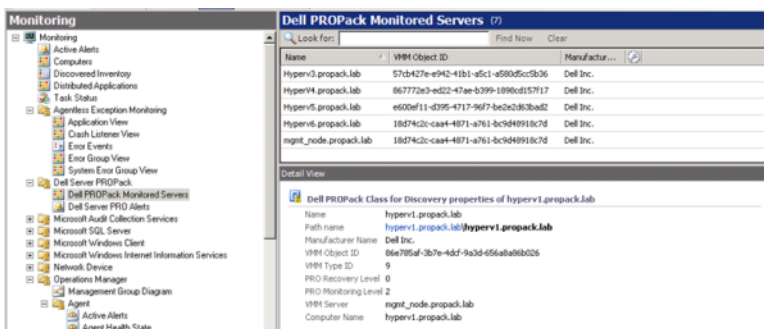 Monitoring
Monitoring
Active Alerts
Computers
Discovered Inventory
Distributed Applications
Task Status
Agentless Exception Monitoring
Application View
Crash Listener View
Error Events
Error Group View
System Error Group View
Dell Server PROPack
Dell PROPack Monitored Servers
Dell Server PRO Alerts
Microsoft Audit Collection Services
Microsoft SQL Server
Microsoft Windows Client
Microsoft Windows Internet Information Services
Network Device
Operations Manager
Management Group Diagram
Agent
Active Alerts
Agent Health State
Dell PROPack Monitored Servers (7)
Look for: Find Now Clear
Name VMM Object ID Manufactur...
Hyperv3.propack.lab 57cb427e-e942-41b1-a5c1-a580d5cc5b36 Dell Inc.
HyperV4.propack.lab 867772e3-ed22-47ae-b399-1898cd157f17 Dell Inc.
Hyperv5.propack.lab e600ef11-d395-4717-96f7-be2e2d63bad2 Dell Inc.
Hyperv6.propack.lab 18d74c2c-caa4-4871-a761-bc9d48918c7d Dell Inc.
mgmt_node.propack.lab 18d74c2c-caa4-4871-a761-bc9d48918c7d Dell Inc.
Detail View
Dell PROPack Class for Discovery properties of hyperv1.propack.lab
Name hyperv1.propack.lab
Path name hyperv1.propack.lab\hyperv1.propack.lab
Manufacturer Name Dell Inc.
VMM Object ID 86e785af-3b7e-4dcf-9a3d-656a8a86b026
VMM Type ID 9
PRO Recovery Level 0
PRO Monitoring Level 2
VMM Server mgmt_node.propack.lab
Computer Name hyperv1.propack.lab